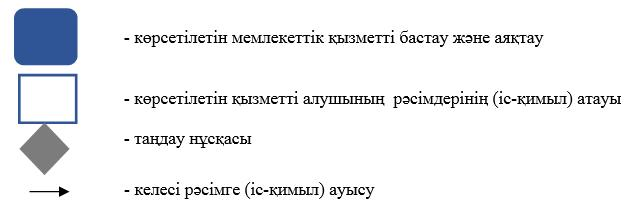 - көрсетілетін мемлекеттік қызметті бастау және аяқтау
- көрсетілетін қызметті алушының рәсімдерінің (іс-қимыл) атауы
- таңдау нұсқасы
- келесі рәсімге (іс-қимыл) ауысу